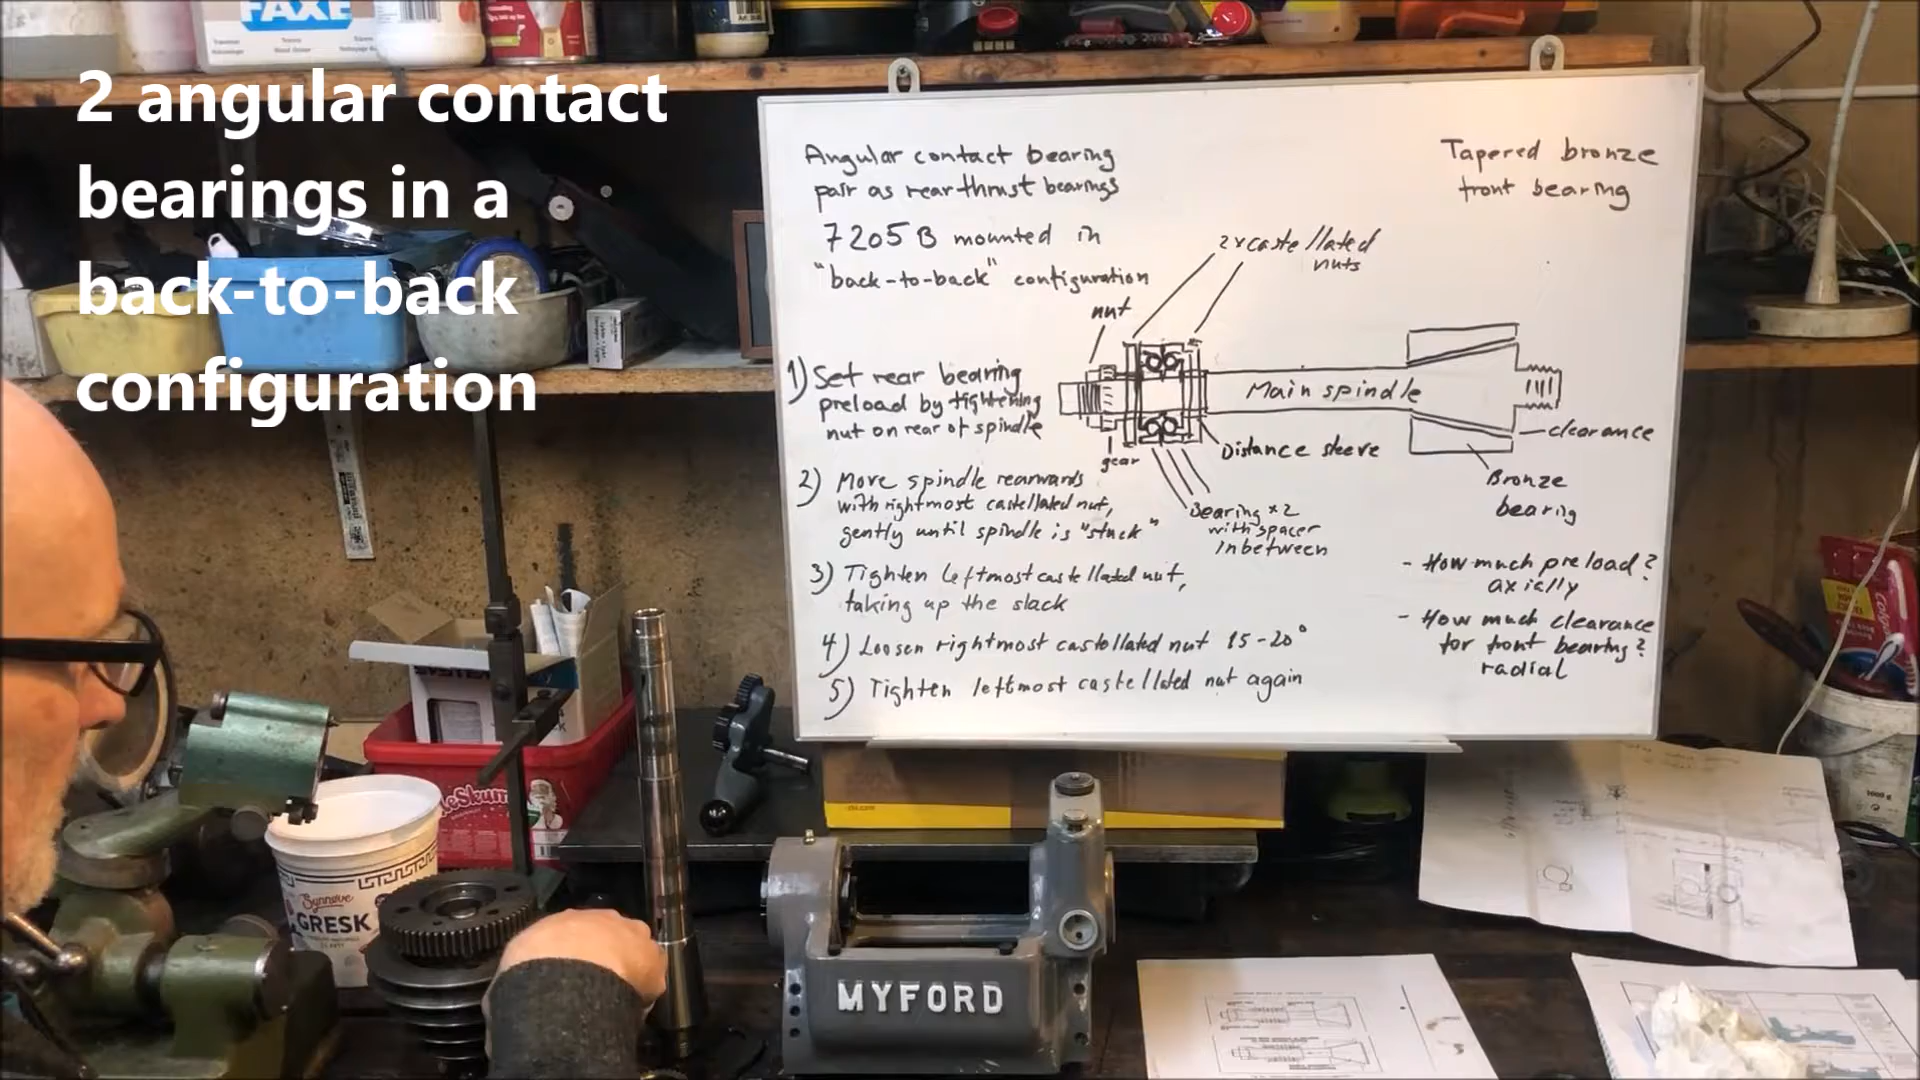 FAXE
2 angular contact
bearings in a
back-to-back
configuration
Angular contact bearing
pair as rear thrust bearings
7205 B mounted in
"back-to-back" configuration
Tapered bronze
front bearing
2x castellated
nuts
nut
1) Set rear bearing
preload by tightening
nut on rear of spindle
Main spindle
clearance
gear
Distance sleeve
Bronze
bearing
2) Move spindle rearwards
with rightmost castellated nut,
gently until spindle is "stuck"
Bearing x2
with spacer
inbetween
3) Tighten leftmost castellated nut,
taking up the slack
4) Loosen rightmost castellated nut 15-20°
5) Tighten leftmost castellated nut again
- How much preload?
axially
- How much clearance
for front bearing?
radial
Synnøve
GRESK
MYFORD